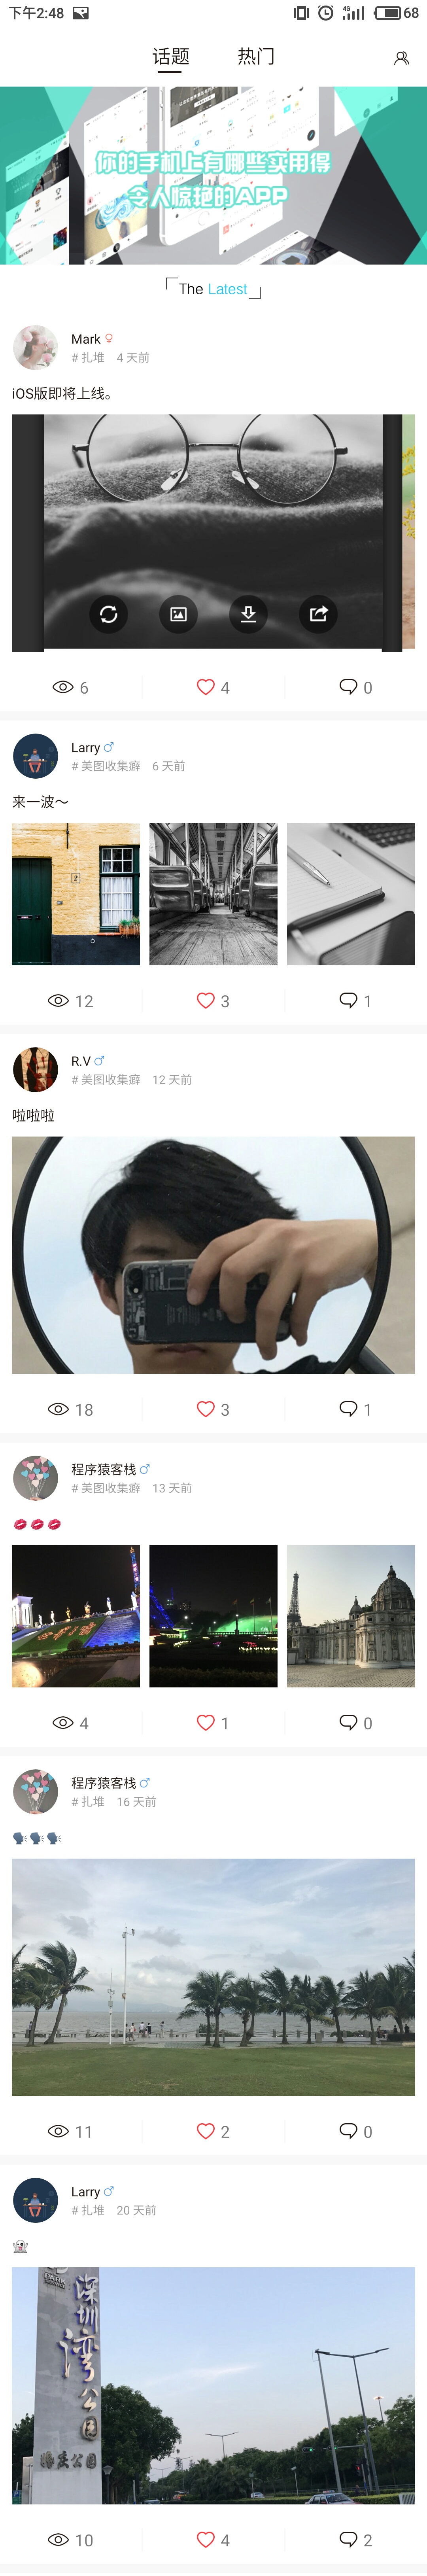 下午2:48
4G
68
话题 热门
你的手机上有哪些实用得
令人惊艳的APP
The Latest
Mark
# 扎堆 4 天前
iOS版即将上线。
6 4 0
Larry
# 美图收集癖 6 天前
来一波～
2
12 3 1
R.V
# 美图收集癖 12 天前
啦啦啦
18 3 1
程序猿客栈
# 美图收集癖 13 天前
4 1 0
程序猿客栈
# 扎堆 16 天前
11 2 0
Larry
# 扎堆 20 天前
深圳湾公园
10 4 2